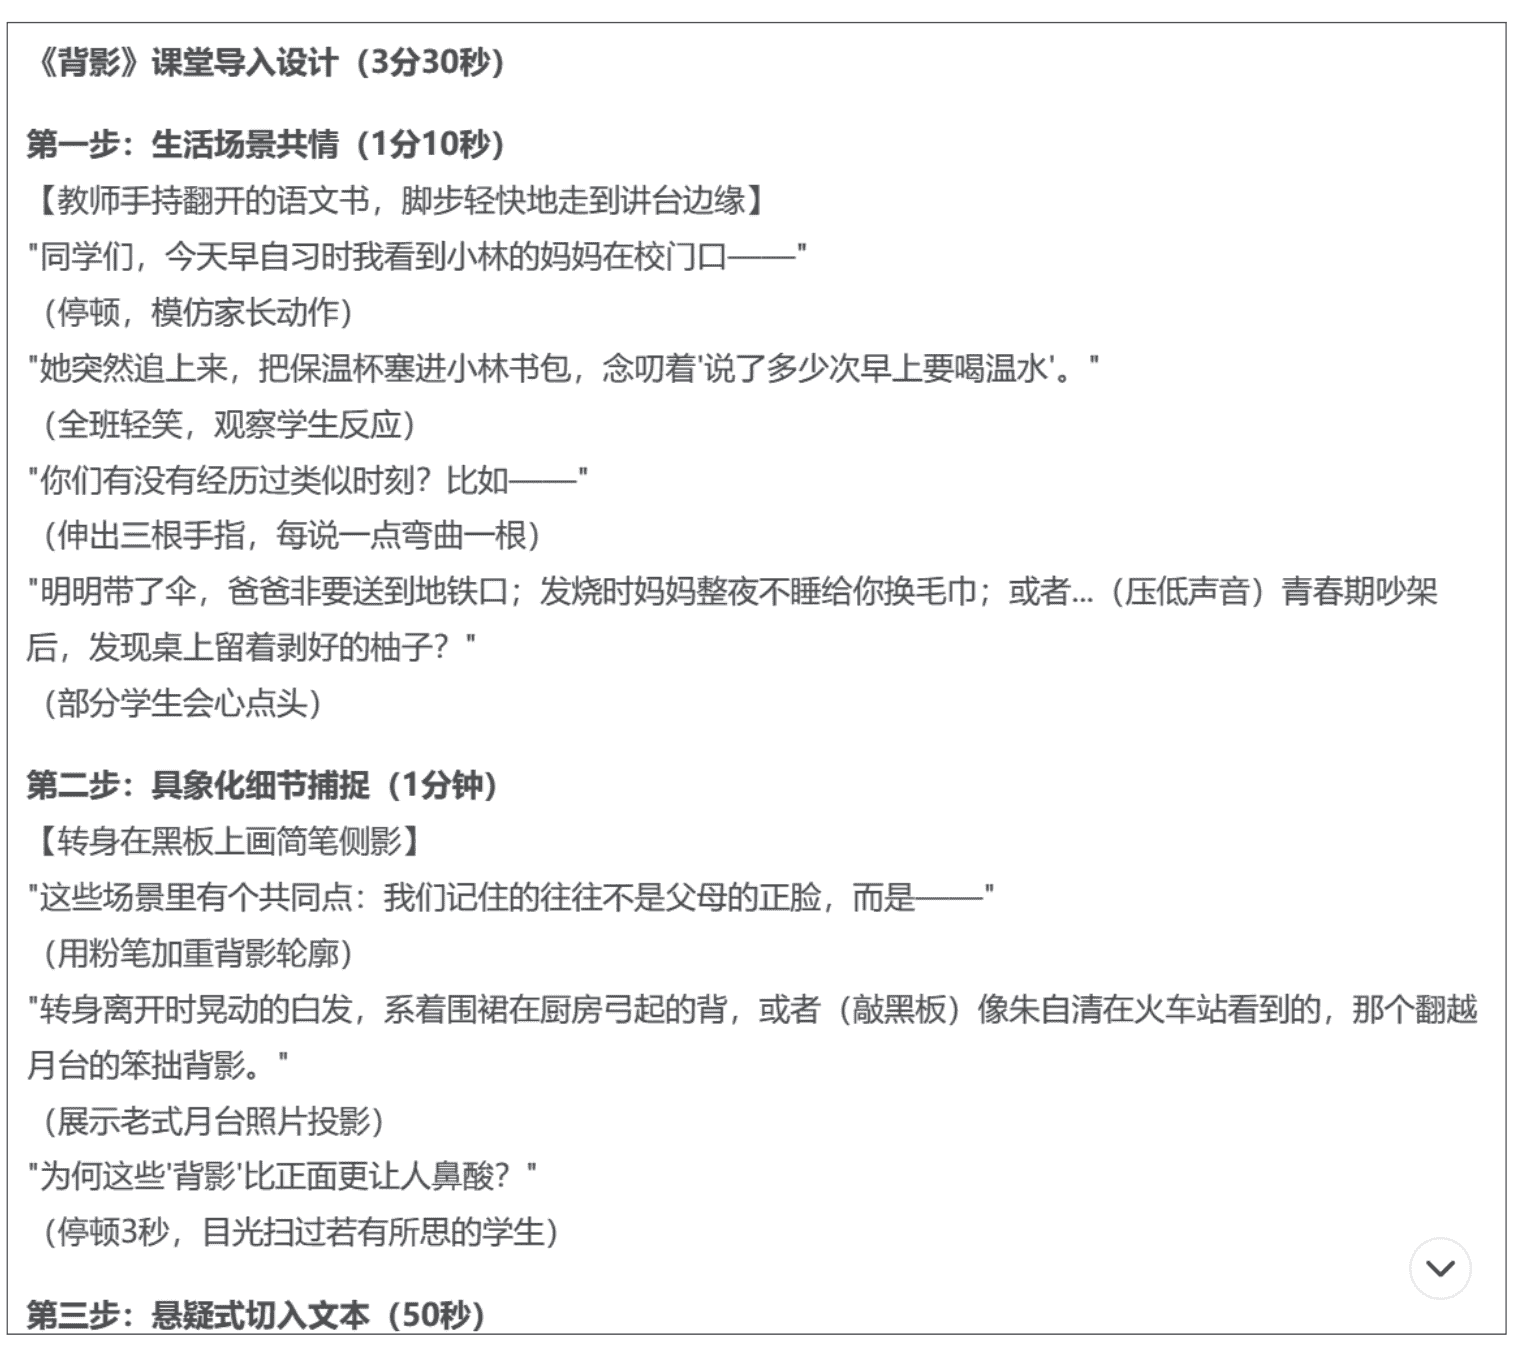 《背影》课堂导入设计（3分30秒）
第一步：生活场景共情（1分10秒）
【教师手持翻开的语文书，脚步轻快地走到讲台边缘】
"同学们，今天早自习时我看到小林的妈妈在校门口——"
（停顿，模仿家长动作）
"她突然追上来，把保温杯塞进小林书包，念叨着'说了多少次早上要喝温水'。"
（全班轻笑，观察学生反应）
"你们有没有经历过类似时刻？比如——"
（伸出三根手指，每说一点弯曲一根）
"明明带了伞，爸爸非要送到地铁口；发烧时妈妈整夜不睡给你换毛巾；或者...（压低声音）青春期吵架
后，发现桌上留着剥好的柚子？"
（部分学生会心点头）
第二步：具象化细节捕捉（1分钟）
【转身在黑板上画简笔侧影】
"这些场景里有个共同点：我们记住的往往不是父母的正脸，而是——"
（用粉笔加重背影轮廓）
"转身离开时晃动的白发，系着围裙在厨房弓起的背，或者（敲黑板）像朱自清在火车站看到的，那个翻越
月台的笨拙背影。"
（展示老式月台照片投影）
"为何这些'背影'比正面更让人鼻酸？"
（停顿3秒，目光扫过若有所思的学生）
第三步：悬疑式切入文本（50秒）